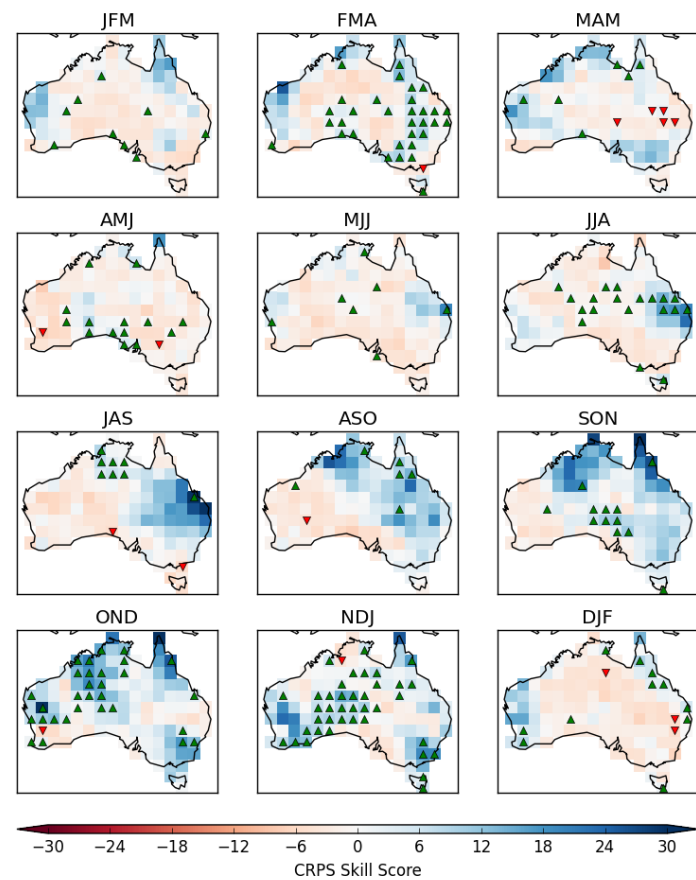 JFM FMA MAM
AMJ MJJ JJA
JAS ASO SON
OND NDJ DJF
−30 −24 −18 −12 −6 0 6 12 18 24 30
CRPS Skill Score